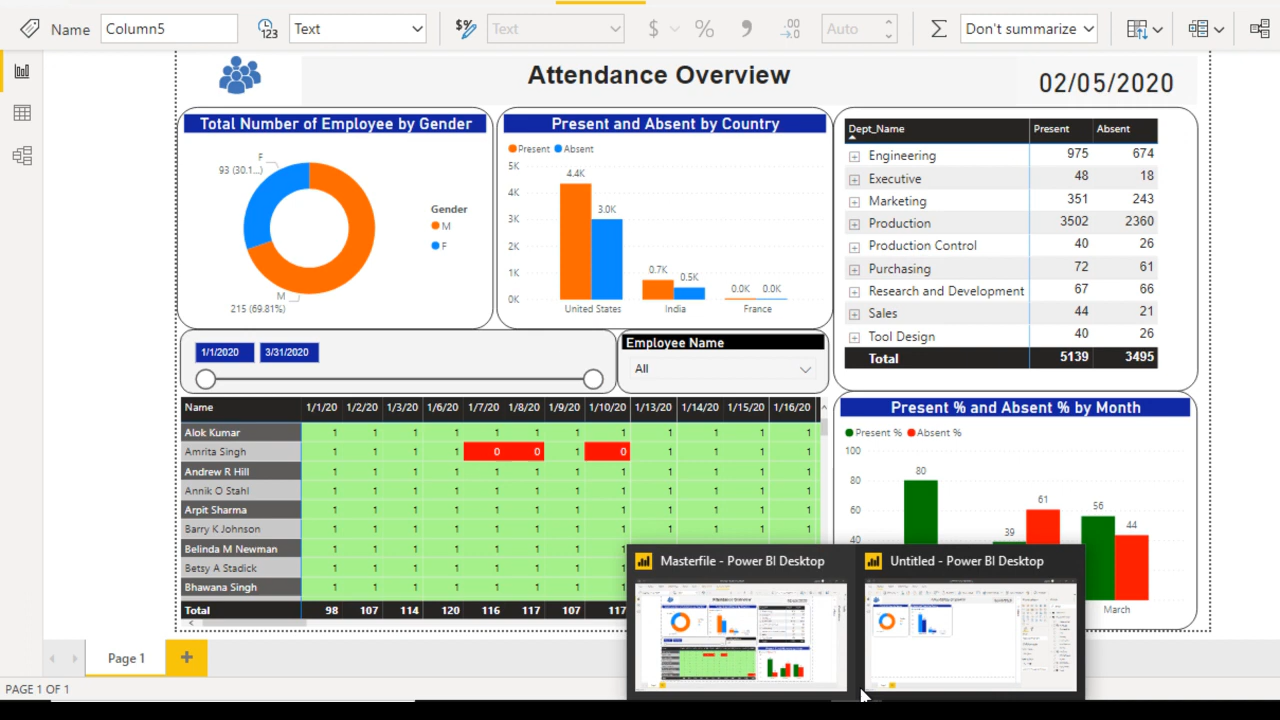 Name Column5 Text $% Text $ % 9 .00 Auto Σ Don't summarize
Attendance Overview
02/05/2020
Total Number of Employee by Gender
F
93 (30.1...)
Gender
M
F
M
215 (69.81%)
Present and Absent by Country
Present Absent
5K
4K
3K
2K
1K
0K
4.4K
3.0K
0.7K
0.5K
0.0K 0.0K
United States India France
Dept_Name Present Absent
Engineering 975 674
Executive 48 18
Marketing 351 243
Production 3502 2360
Production Control 40 26
Purchasing 72 61
Research and Development 67 66
Sales 44 21
Tool Design 40 26
Total 5139 3495
1/1/2020 3/31/2020
Employee Name
All
Name 1/1/20 1/2/20 1/3/20 1/6/20 1/7/20 1/8/20 1/9/20 1/10/20 1/13/20 1/14/20 1/15/20 1/16/20
Alok Kumar 1 1 1 1 1 1 1 1 1 1 1 1
Amrita Singh 1 1 1 1 0 0 1 0 1 1 1 1
Andrew R Hill 1 1 1 1 1 1 1 1 1 1 1 1
Annik O Stahl 1 1 1 1 1 1 1 1 1 1 1 1
Arpit Sharma 1 1 1 1 1 1 1 1 1 1 1 1
Barry K Johnson 1 1 1 1 1 1 1 1 1 1 1 1
Belinda M Newman 1 1 1 1 1 1 1
Betsy A Stadick 1 1 1 1 1 1 1
Bhawana Singh 1 1 1 1 1 1 1
Total 98 107 114 120 116 117 107 117
Present % and Absent % by Month
Present % Absent %
100
80
60
40
80
39
61
56
44
March
Masterfile - Power BI Desktop
Untitled - Power BI Desktop
Page 1 +
PAGE 1 OF 1